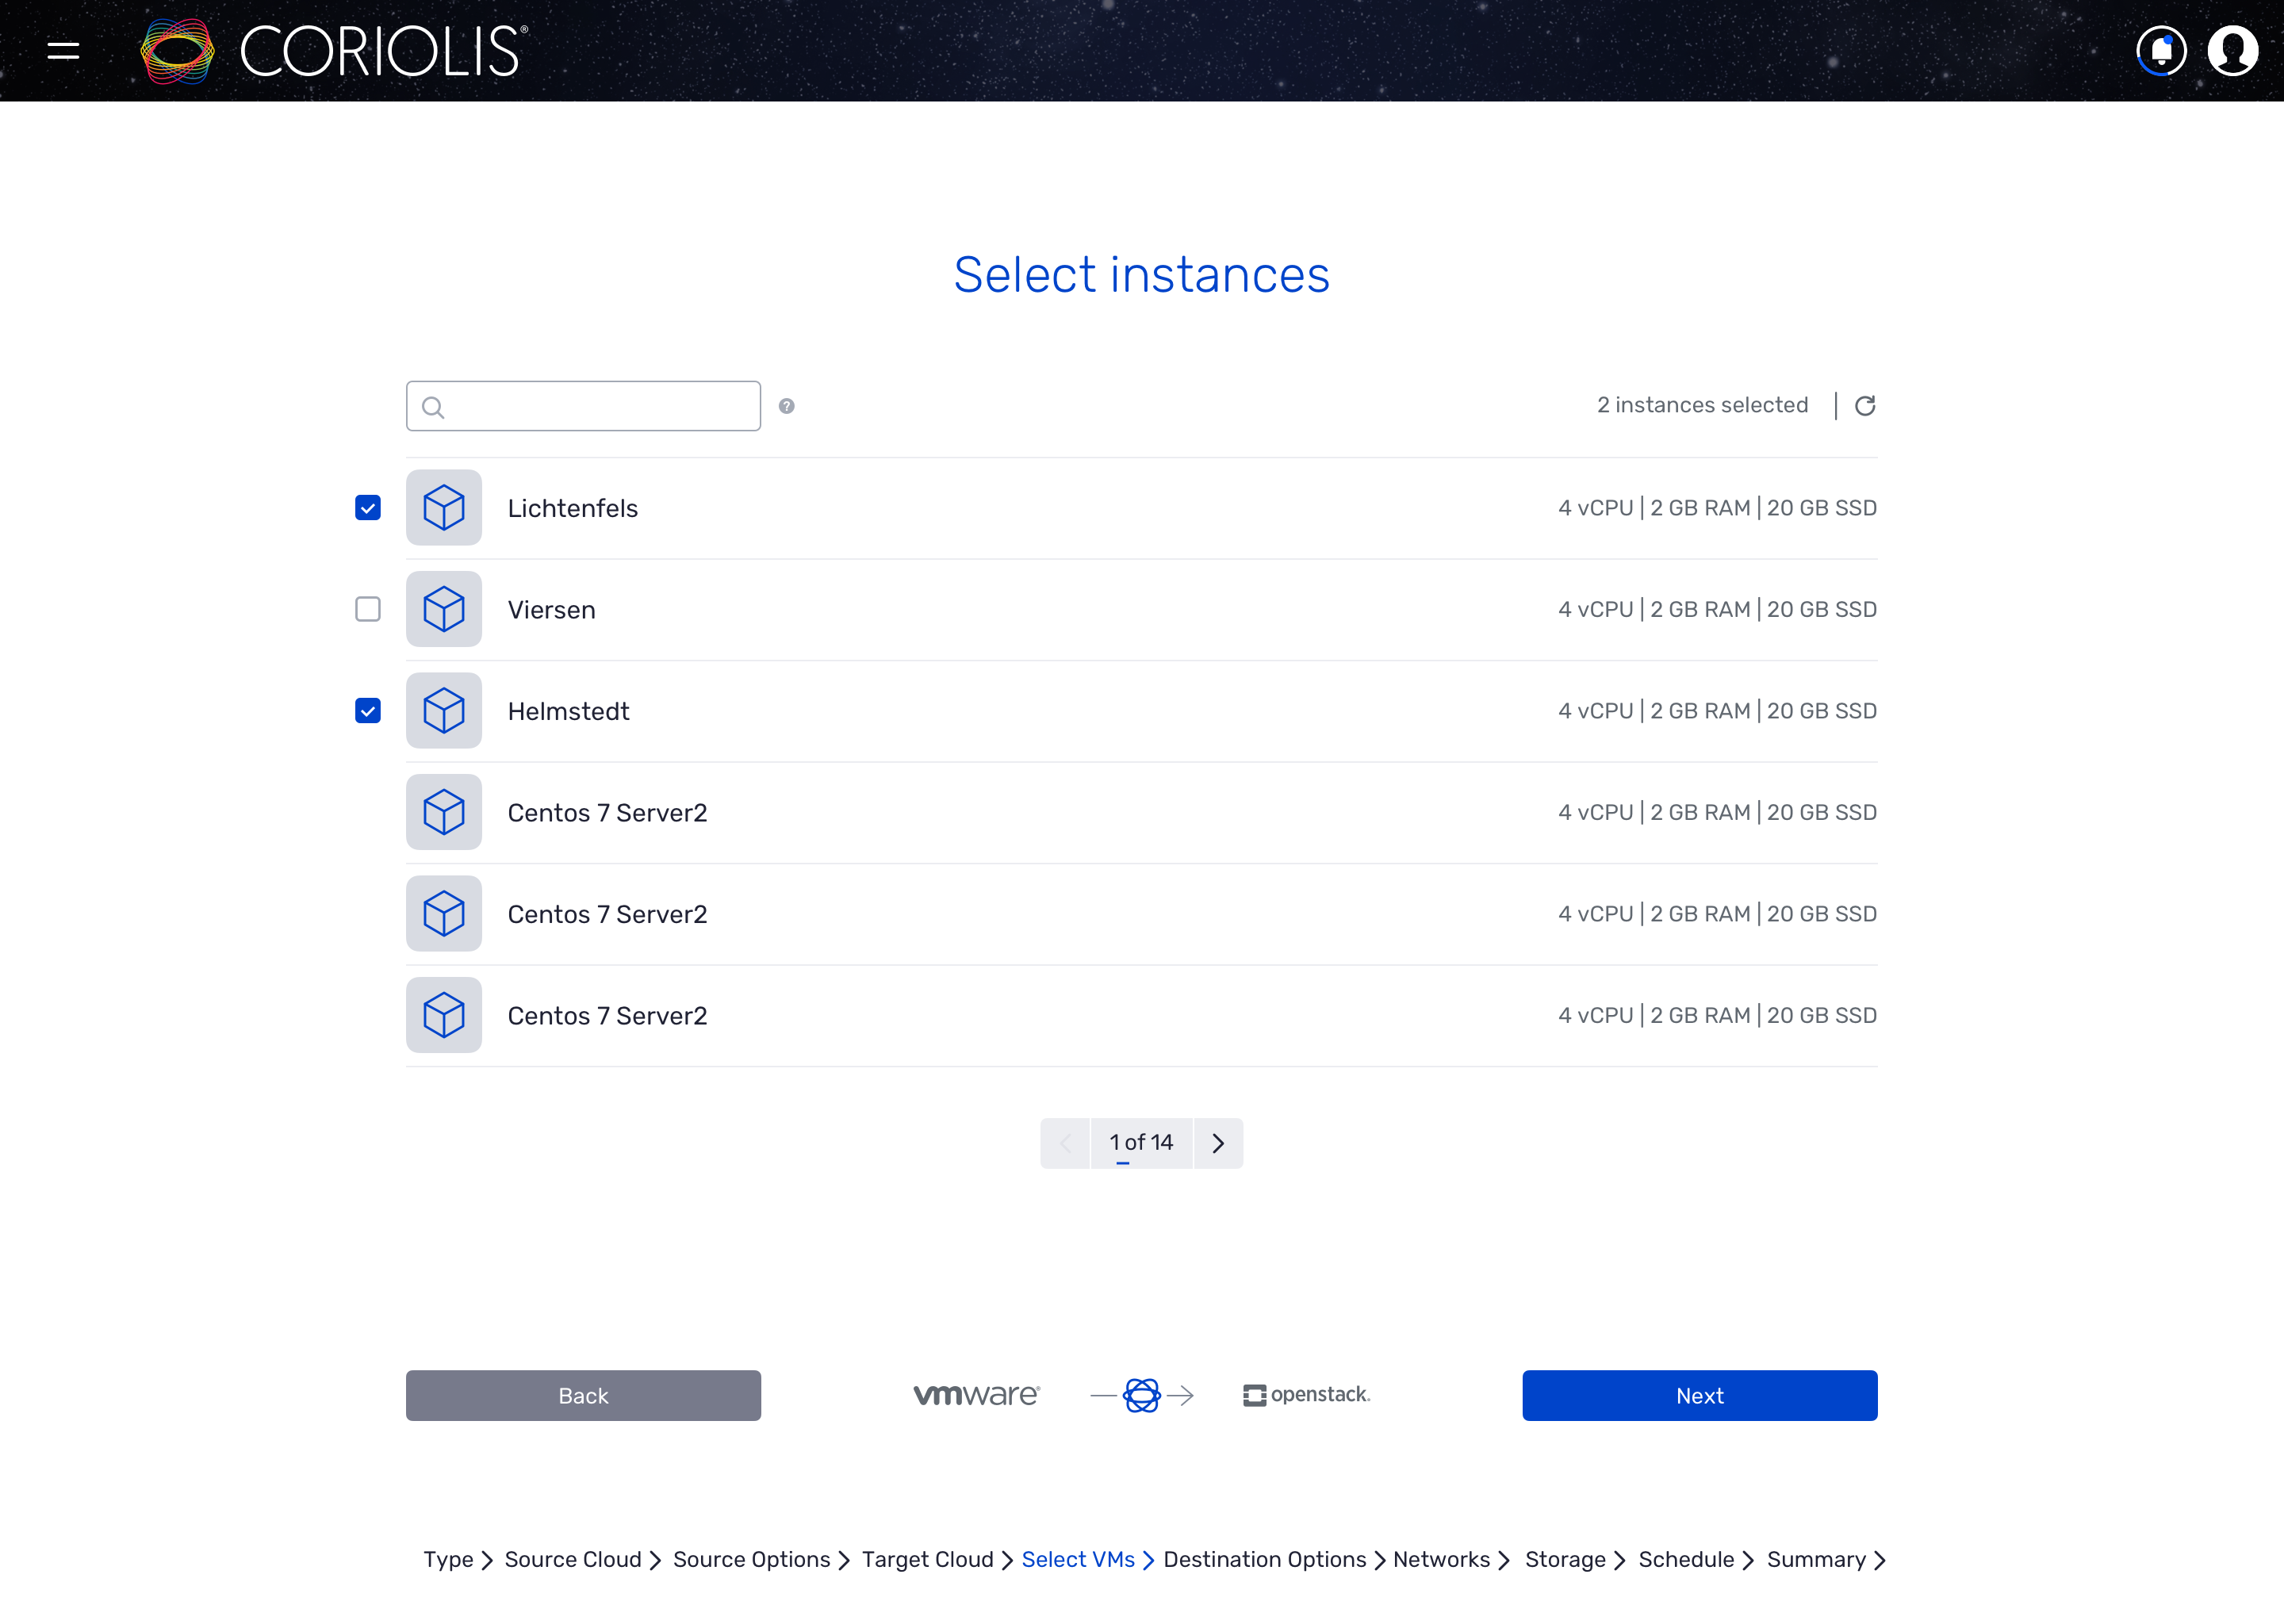 CORIOLIS®
Select instances
2 instances selected
Lichtenfels
4 vCPU | 2 GB RAM | 20 GB SSD
Viersen
4 vCPU | 2 GB RAM | 20 GB SSD
Helmstedt
4 vCPU | 2 GB RAM | 20 GB SSD
Centos 7 Server2
4 vCPU | 2 GB RAM | 20 GB SSD
Centos 7 Server2
4 vCPU | 2 GB RAM | 20 GB SSD
Centos 7 Server2
4 vCPU | 2 GB RAM | 20 GB SSD
1 of 14
Back
vmware®
openstack.
Next
Type
Source Cloud
Source Options
Target Cloud
Select VMs
Destination Options
Networks
Storage
Schedule
Summary